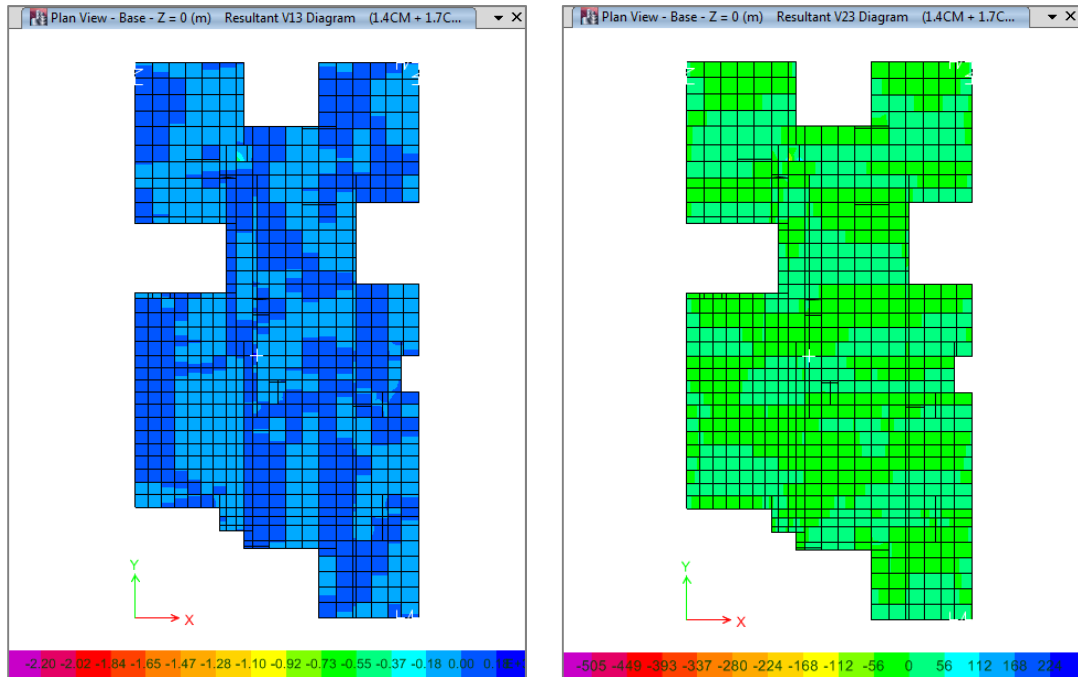 Plan View - Base - Z = 0 (m) Resultant V13 Diagram (1.4CM + 1.7C...
Y
X
-2.20 -2.02 -1.84 -1.65 -1.47 -1.28 -1.10 -0.92 -0.73 -0.55 -0.37 -0.18 0.00
Plan View - Base - Z = 0 (m) Resultant V23 Diagram (1.4CM + 1.7C...
Y
X
-505 -449 -393 -337 -280 -224 -168 -112 -56 0 56 112 168